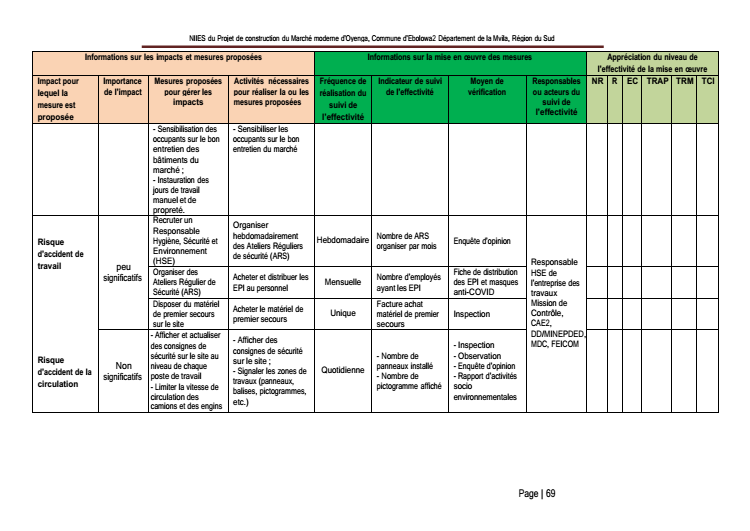 NIIES du Projet de construction du Marché moderne d'Oyenga, Commune d'Ebolowa2 Département de la Mvila, Région du Sud
Informations sur les impacts et mesures proposées
Informations sur la mise en œuvre des mesures
Appréciation du niveau de
l'effectivité de la mise en œuvre
Impact pour
lequel la
mesure est
proposée
Importance
de l'impact
Mesures proposées
pour gérer les
impacts
Activités nécessaires
pour réaliser la ou les
mesures proposées
Fréquence de
réalisation du
suivi de
l'effectivité
Indicateur de suivi
de l'effectivité
Moyen de
vérification
Responsables
ou acteurs du
suivi de
l'effectivité
NR
R
EC
TRAP
TRM
TCI
- Sensibilisation des
occupants sur le bon
entretien des
bâtiments du
marché ;
- Instauration des
jours de travail
manuel et de
propreté.
- Sensibiliser les
occupants sur le bon
entretien du marché
Risque
d'accident de
travail
peu
significatifs
Recruter un
Responsable
Hygiène, Sécurité et
Environnement
(HSE)
Organiser
hebdomadairement
des Ateliers Réguliers
de sécurité (ARS)
Hebdomadaire
Nombre de ARS
organiser par mois
Enquête d'opinion
Responsable
HSE de
l'entreprise des
travaux
Mission de
Contrôle,
CAE2,
DD/MINEPDED,
MDC, FEICOM
Organiser des
Ateliers Régulier de
Sécurité (ARS)
Acheter et distribuer les
EPI au personnel
Mensuelle
Nombre d'employés
ayant les EPI
Fiche de distribution
des EPI et masques
anti-COVID
Disposer du matériel
de premier secours
sur le site
Acheter le matériel de
premier secours
Unique
Facture achat
matériel de premier
secours
Inspection
Risque
d'accident de la
circulation
Non
significatifs
- Afficher et actualiser
des consignes de
sécurité sur le site au
niveau de chaque
poste de travail
- Limiter la vitesse de
circulation des
camions et des engins
- Afficher des
consignes de sécurité
sur le site ;
- Signaler les zones de
travaux (panneaux,
balises, pictogrammes,
etc.)
Quotidienne
- Nombre de
panneaux installé
- Nombre de
pictogramme affiché
- Inspection
- Observation
- Enquête d'opinion
- Rapport d'activités
socio
environnementales
Page | 69